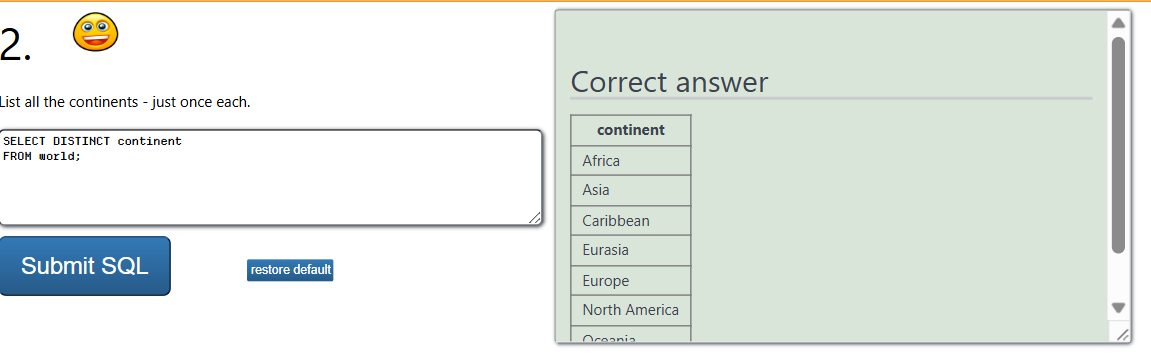 2.
List all the continents - just once each.
SELECT DISTINCT continent
FROM world;
Submit SQL
restore default
Correct answer
continent
Africa
Asia
Caribbean
Eurasia
Europe
North America
Oceania